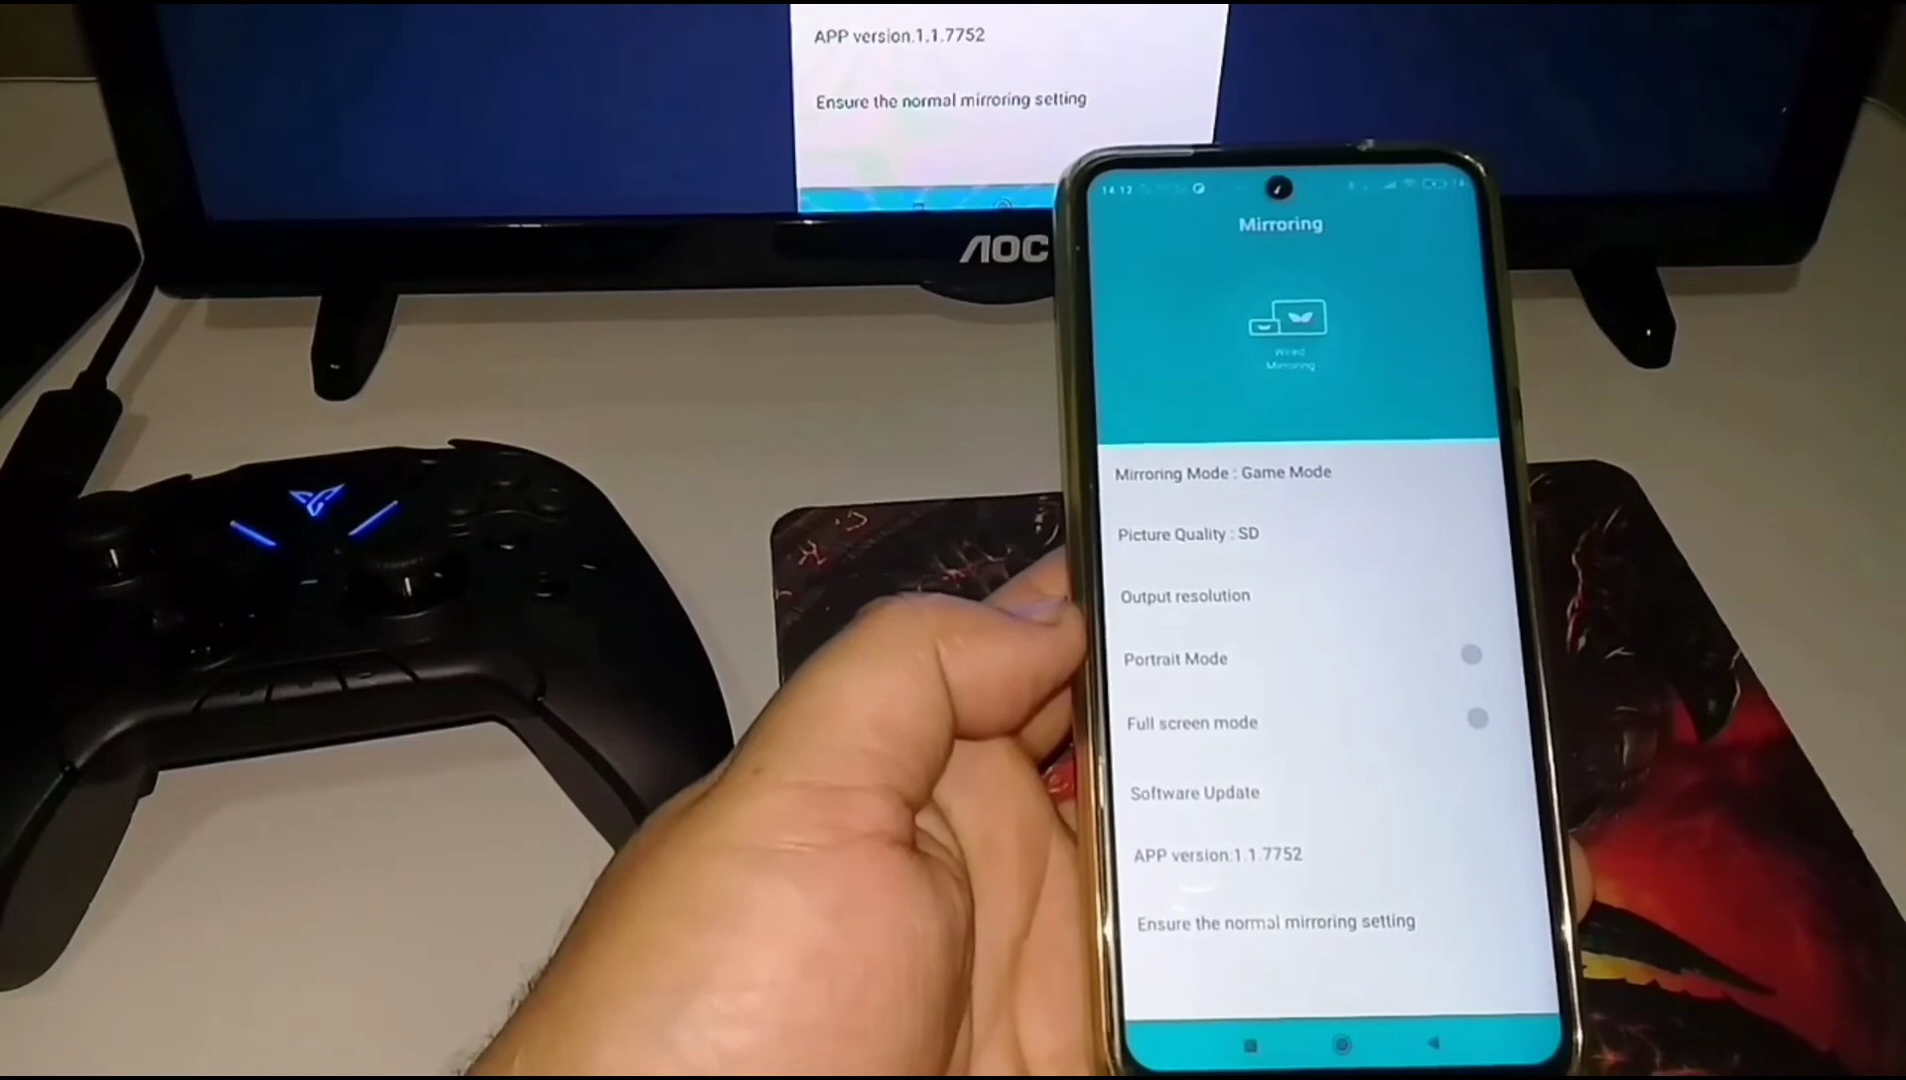 APP version.1.1.7752
Ensure the normal mirroring setting
AOC
14:12
Mirroring
Wired
Mirroring
Mirroring Mode : Game Mode
Picture Quality : SD
Output resolution
Portrait Mode
Full screen mode
Software Update
APP version:1.1.7752
Ensure the normal mirroring setting